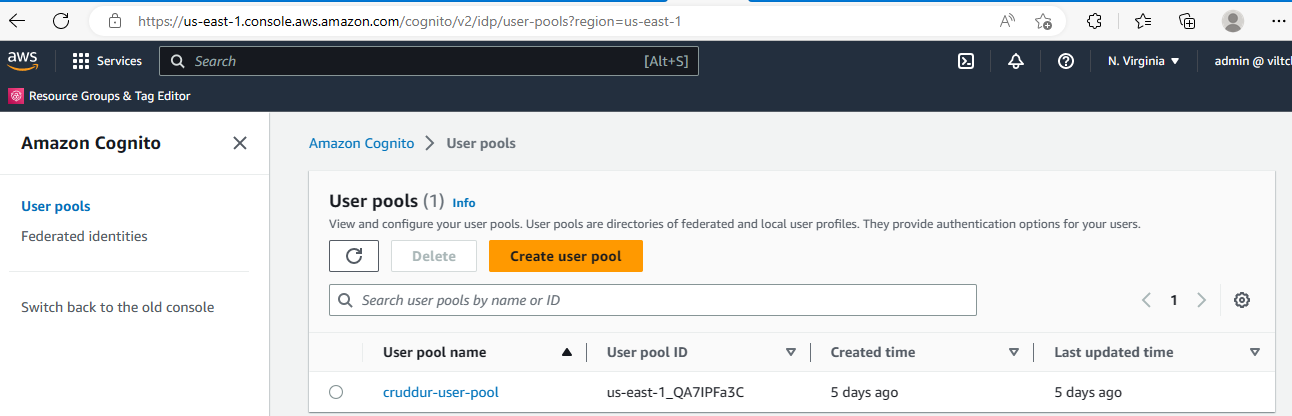 https://us-east-1.console.aws.amazon.com/cognito/v2/idp/user-pools?region=us-east-1
aws Services Search [Alt+S] N. Virginia admin @ viltcl
Resource Groups & Tag Editor
Amazon Cognito
User pools
Federated identities
Switch back to the old console
Amazon Cognito User pools
User pools (1) Info
View and configure your user pools. User pools are directories of federated and local user profiles. They provide authentication options for your users.
Delete Create user pool
Search user pools by name or ID
1
User pool name User pool ID Created time Last updated time
cruddur-user-pool us-east-1_QA7IPFa3C 5 days ago 5 days ago